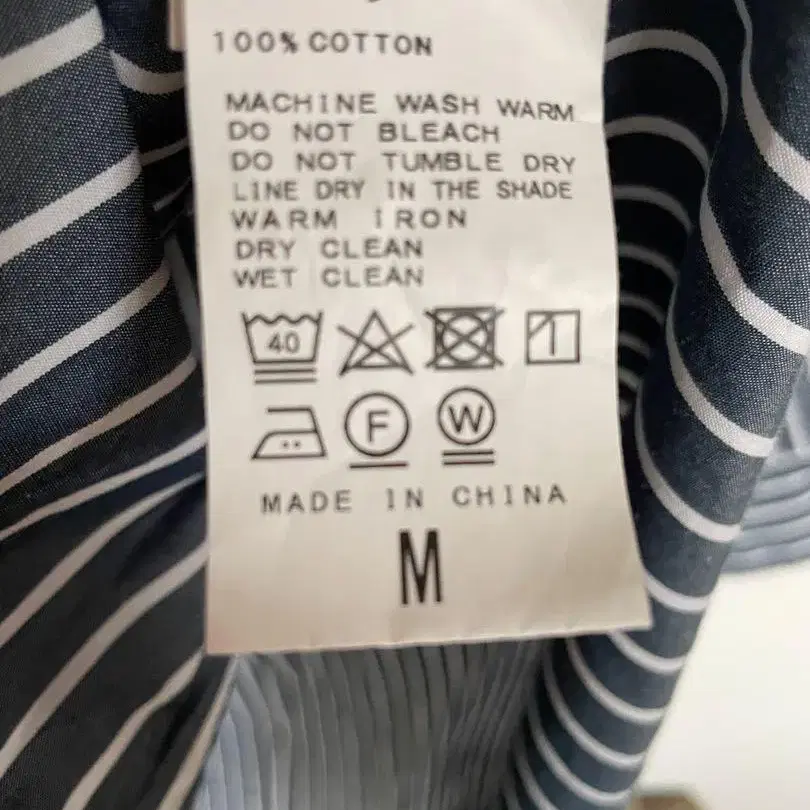 100% COTTON
MACHINE WASH WARM
DO NOT BLEACH
DO NOT TUMBLE DRY
LINE DRY IN THE SHADE
WARM IRON
DRY CLEAN
WET CLEAN
40
F W
MADE IN CHINA
M